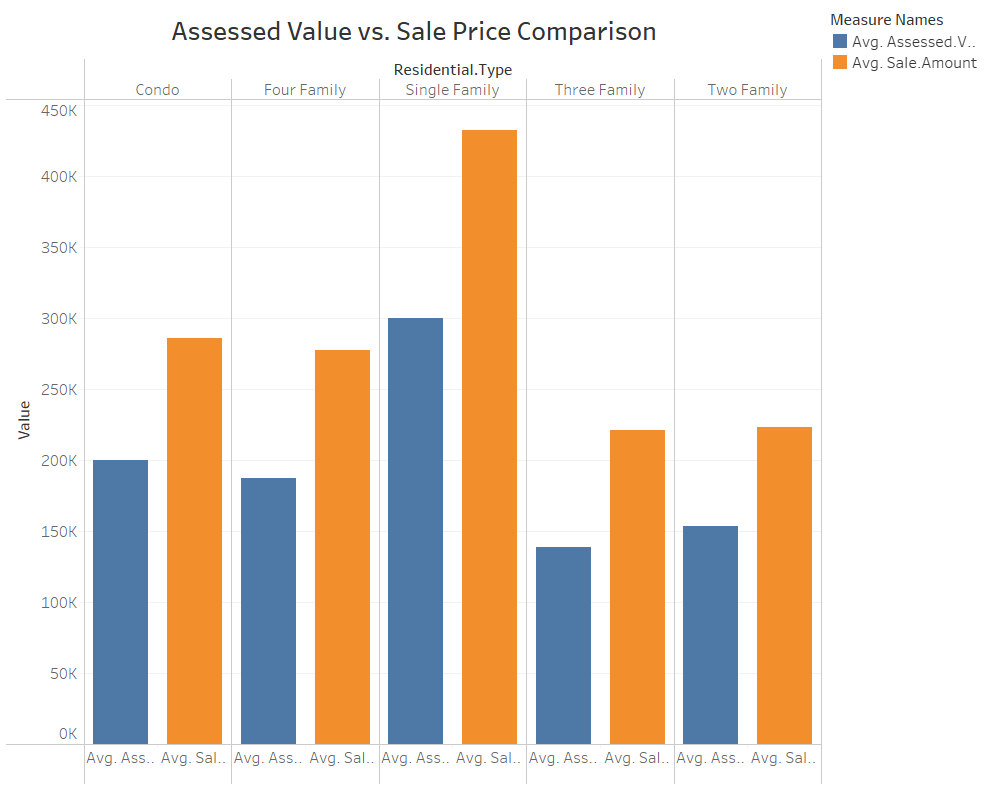 Assessed Value vs. Sale Price Comparison
Measure Names
Avg. Assessed.V..
Avg. Sale.Amount
Residential.Type
Condo Four Family Single Family Three Family Two Family
450K
400K
350K
300K
250K
200K
150K
100K
50K
0K
Value
Avg. Ass.. Avg. Sal.. Avg. Ass.. Avg. Sal.. Avg. Ass.. Avg. Sal.. Avg. Ass.. Avg. Sal.. Avg. Ass.. Avg. Sal..